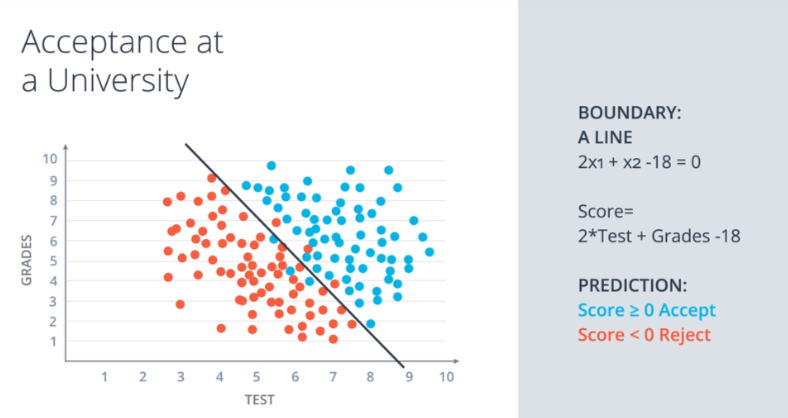 Acceptance at
a University
10
9
8
7
6
5
4
3
2
1
GRADES
1 2 3 4 5 6 7 8 9 10
TEST
BOUNDARY:
A LINE
2x1 + x2 -18 = 0
Score=
2*Test + Grades -18
PREDICTION:
Score ≥ 0 Accept
Score < 0 Reject